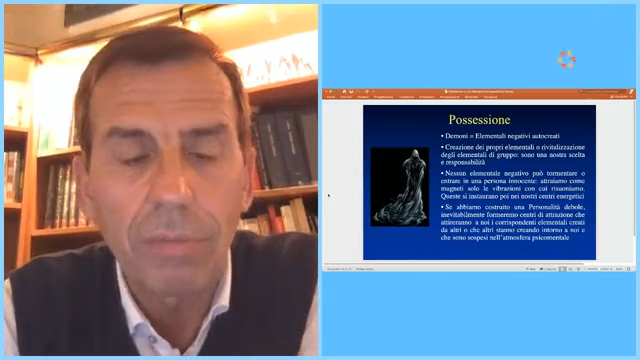 Possessione
• Demoni = Elementali negativi autocreati
• Creazione dei propri elementali o rivitalizzazione
degli elementali di gruppo: sono una nostra scelta
e responsabilità
• Nessun elementale negativo può tormentare o
entrare in una persona innocente: attraiamo come
magneti solo le vibrazioni con cui risuoniamo.
Queste si instaurano poi nei nostri centri energetici
• Se abbiamo costruito una Personalità debole,
inevitabilmente formeremo centri di attrazione che
attireranno a noi i corrispondenti elementali creati
da altri o che altri stanno creando intorno a noi e
che sono sospesi nell'atmosfera psicomentale